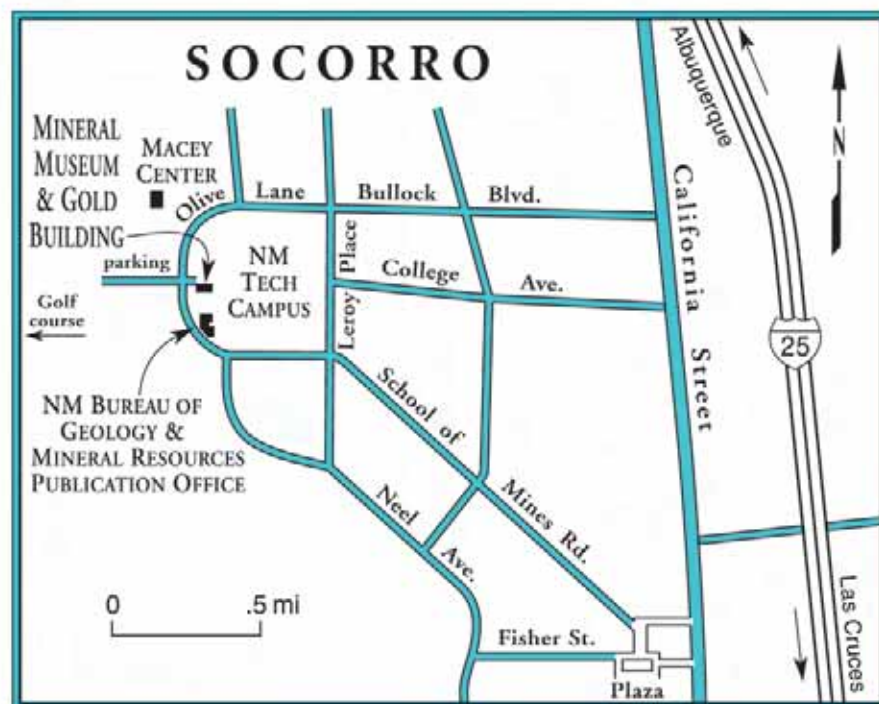 SOCORRO
MINERAL
MUSEUM
& GOLD
BUILDING
MACEY
CENTER
Olive Lane Bullock Blvd.
parking
Golf
course
NM
TECH
CAMPUS
Leroy Place
College Ave.
NM BUREAU OF
GEOLOGY &
MINERAL RESOURCES
PUBLICATION OFFICE
School of Mines Rd.
Neel Ave.
Fisher St.
Plaza
California Street
Albuquerque
N
25
Las Cruces
0 .5 mi